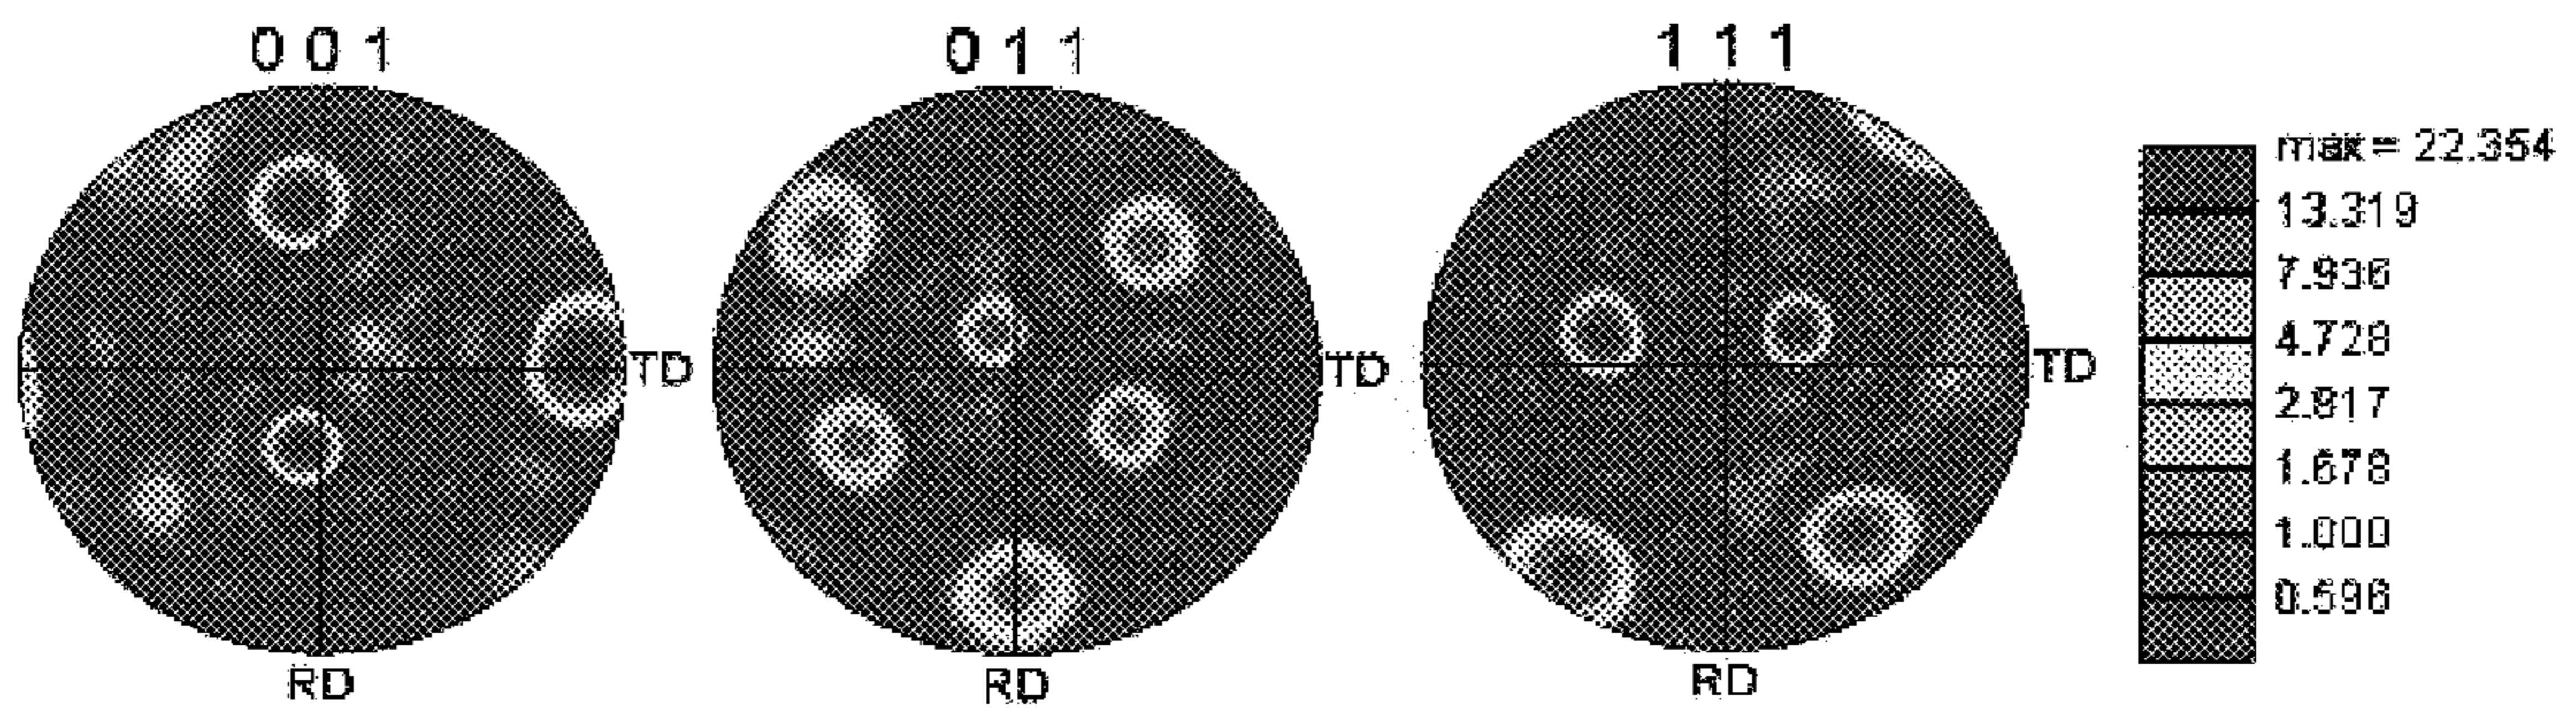 0 0 1
0 1 1
1 1 1
max = 22.354
13.319
7.936
4.728
2.817
1.678
1.000
0.596
TD
TD
TD
RD
RD
RD